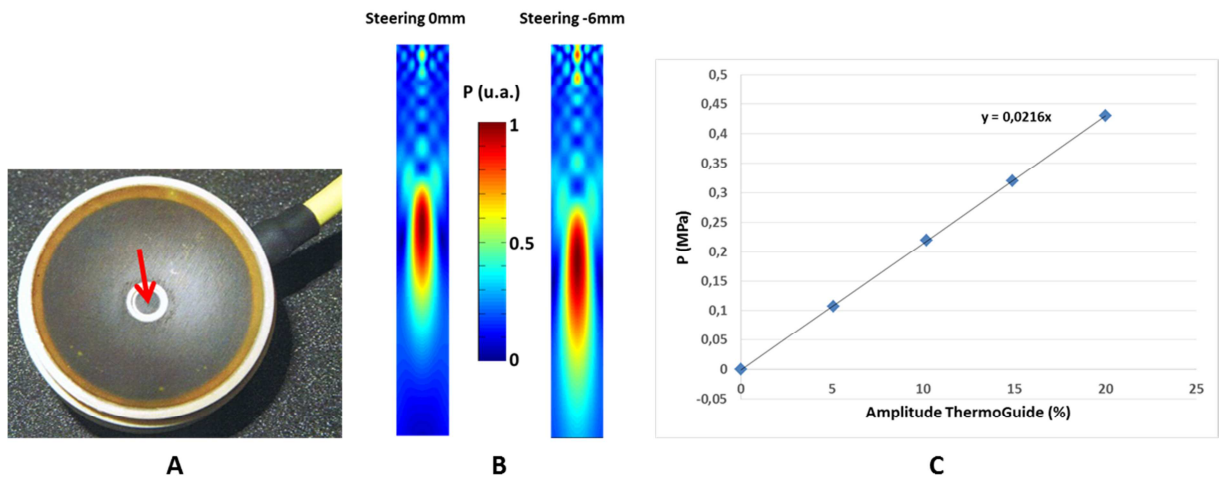 Steering 0mm
Steering -6mm
P (u.a.)
1
0.5
0
0,5
0,45
0,4
0,35
0,3
0,25
0,2
0,15
0,1
0,05
0
-0,05
P (MPa)
y = 0,0216x
0
5
10
15
20
25
Amplitude ThermoGuide (%)
A
B
C